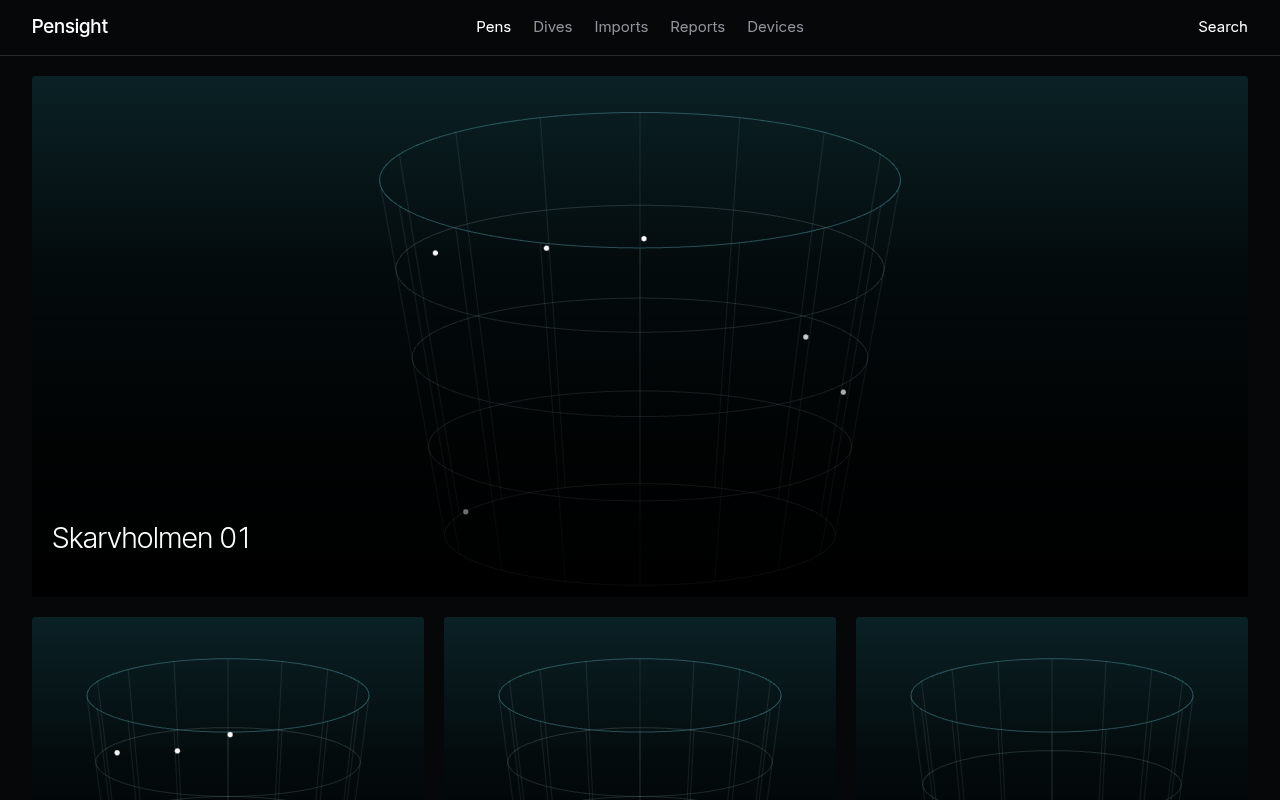 Pensight
Pens
Dives
Imports
Reports
Devices
Search
Skarvholmen 01